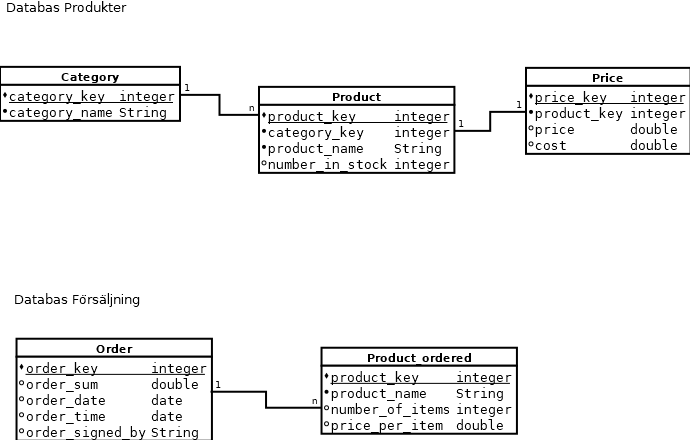 Databas Produkter
Category
category_key integer
category_name String
1
n
Product
product_key integer
category_key integer
product_name String
number_in_stock integer
1
1
Price
price_key integer
product_key integer
price double
cost double
Databas Försäljning
Order
order_key integer
order_sum double
order_date date
order_time date
order_signed_by String
1
n
Product_ordered
product_key integer
product_name String
number_of_items integer
price_per_item double